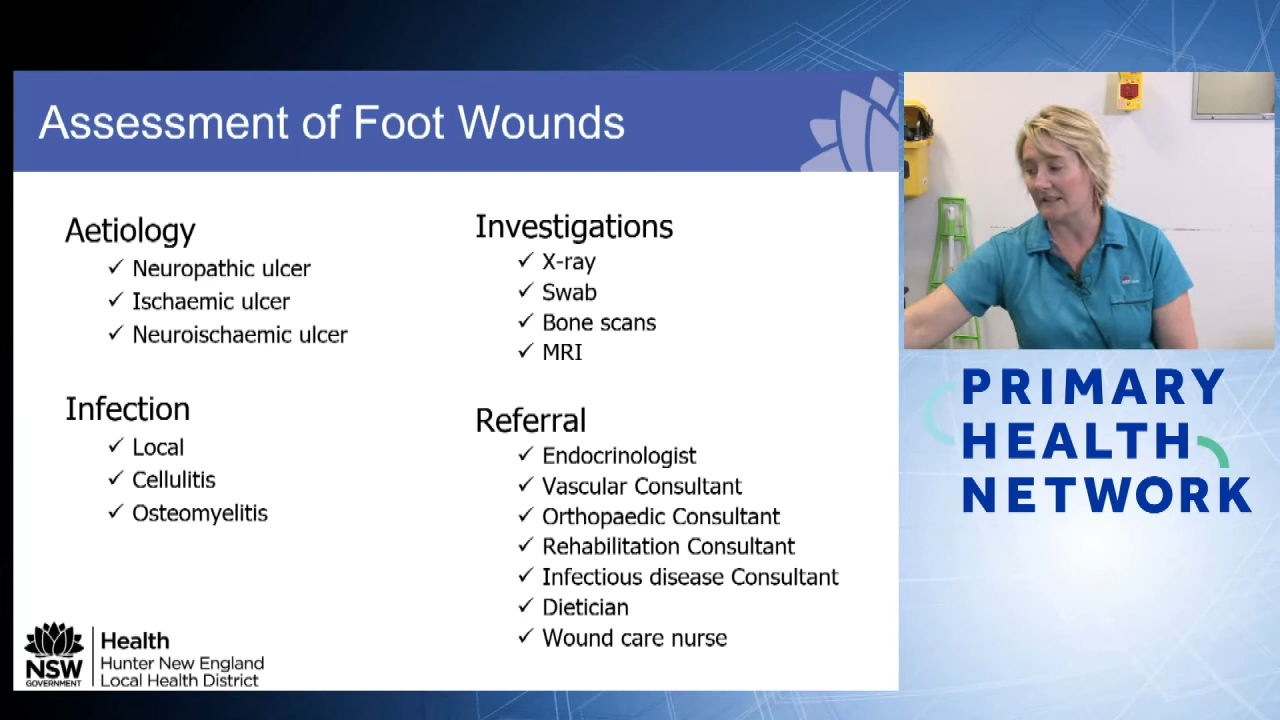 Assessment of Foot Wounds
Aetiology
✓ Neuropathic ulcer
✓ Ischaemic ulcer
✓ Neuroischaemic ulcer
Infection
✓ Local
✓ Cellulitis
✓ Osteomyelitis
Investigations
✓ X-ray
✓ Swab
✓ Bone scans
✓ MRI
Referral
✓ Endocrinologist
✓ Vascular Consultant
✓ Orthopaedic Consultant
✓ Rehabilitation Consultant
✓ Infectious disease Consultant
✓ Dietician
✓ Wound care nurse
NSW
GOVERNMENT
Health
Hunter New England
Local Health District
PRIMARY
HEALTH
NETWORK